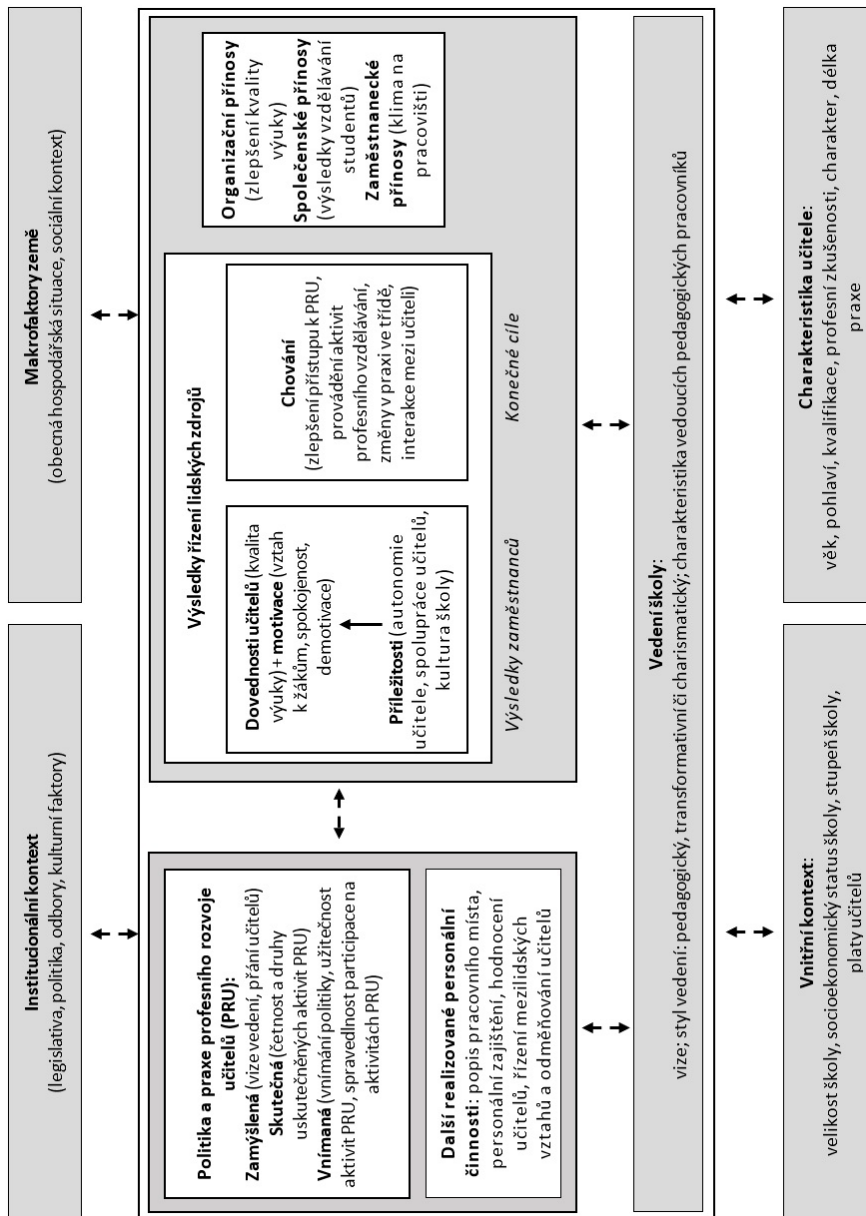 Institucionální kontext
(legislativa, politika, odbory, kulturní faktory)
Makrofaktory země
(obecná hospodářská situace, sociální kontext)
Politika a praxe profesního rozvoje
učitelů (PRU):
Zamýšlená (vize vedení, přání učitelů)
Skutečná (četnost a druhy
uskutečněných aktivit PRU)
Vnímaná (vnímání politiky, užitečnost
aktivit PRU, spravedlnost participace na
aktivitách PRU)
Další realizované personální
činnosti: popis pracovního místa,
personální zajištění, hodnocení
učitelů, řízení mezilidských
vztahů a odměňování učitelů
Výsledky řízení lidských zdrojů
Dovednosti učitelů (kvalita
výuky) + motivace (vztah
k žákům, spokojenost,
demotivace)
Příležitosti (autonomie
učitele, spolupráce učitelů,
kultura školy)
Chování
(zlepšení přístupu k PRU,
provádění aktivit
profesního vzdělávání,
změny v praxi ve třídě,
interakce mezi učiteli)
Výsledky zaměstnanců
Konečné cíle
Organizační přínosy
(zlepšení kvality
výuky)
Společenské přínosy
(výsledky vzdělávání
studentů)
Zaměstnanecké
přínosy (klima na
pracovišti)
Vedení školy:
vize; styl vedení: pedagogický, transformativní či charismatický; charakteristika vedoucích pedagogických pracovníků
Vnitřní kontext:
velikost školy, socioekonomický status školy, stupeň školy,
platy učitelů
Charakteristika učitele:
věk, pohlaví, kvalifikace, profesní zkušenosti, charakter, délka
praxe